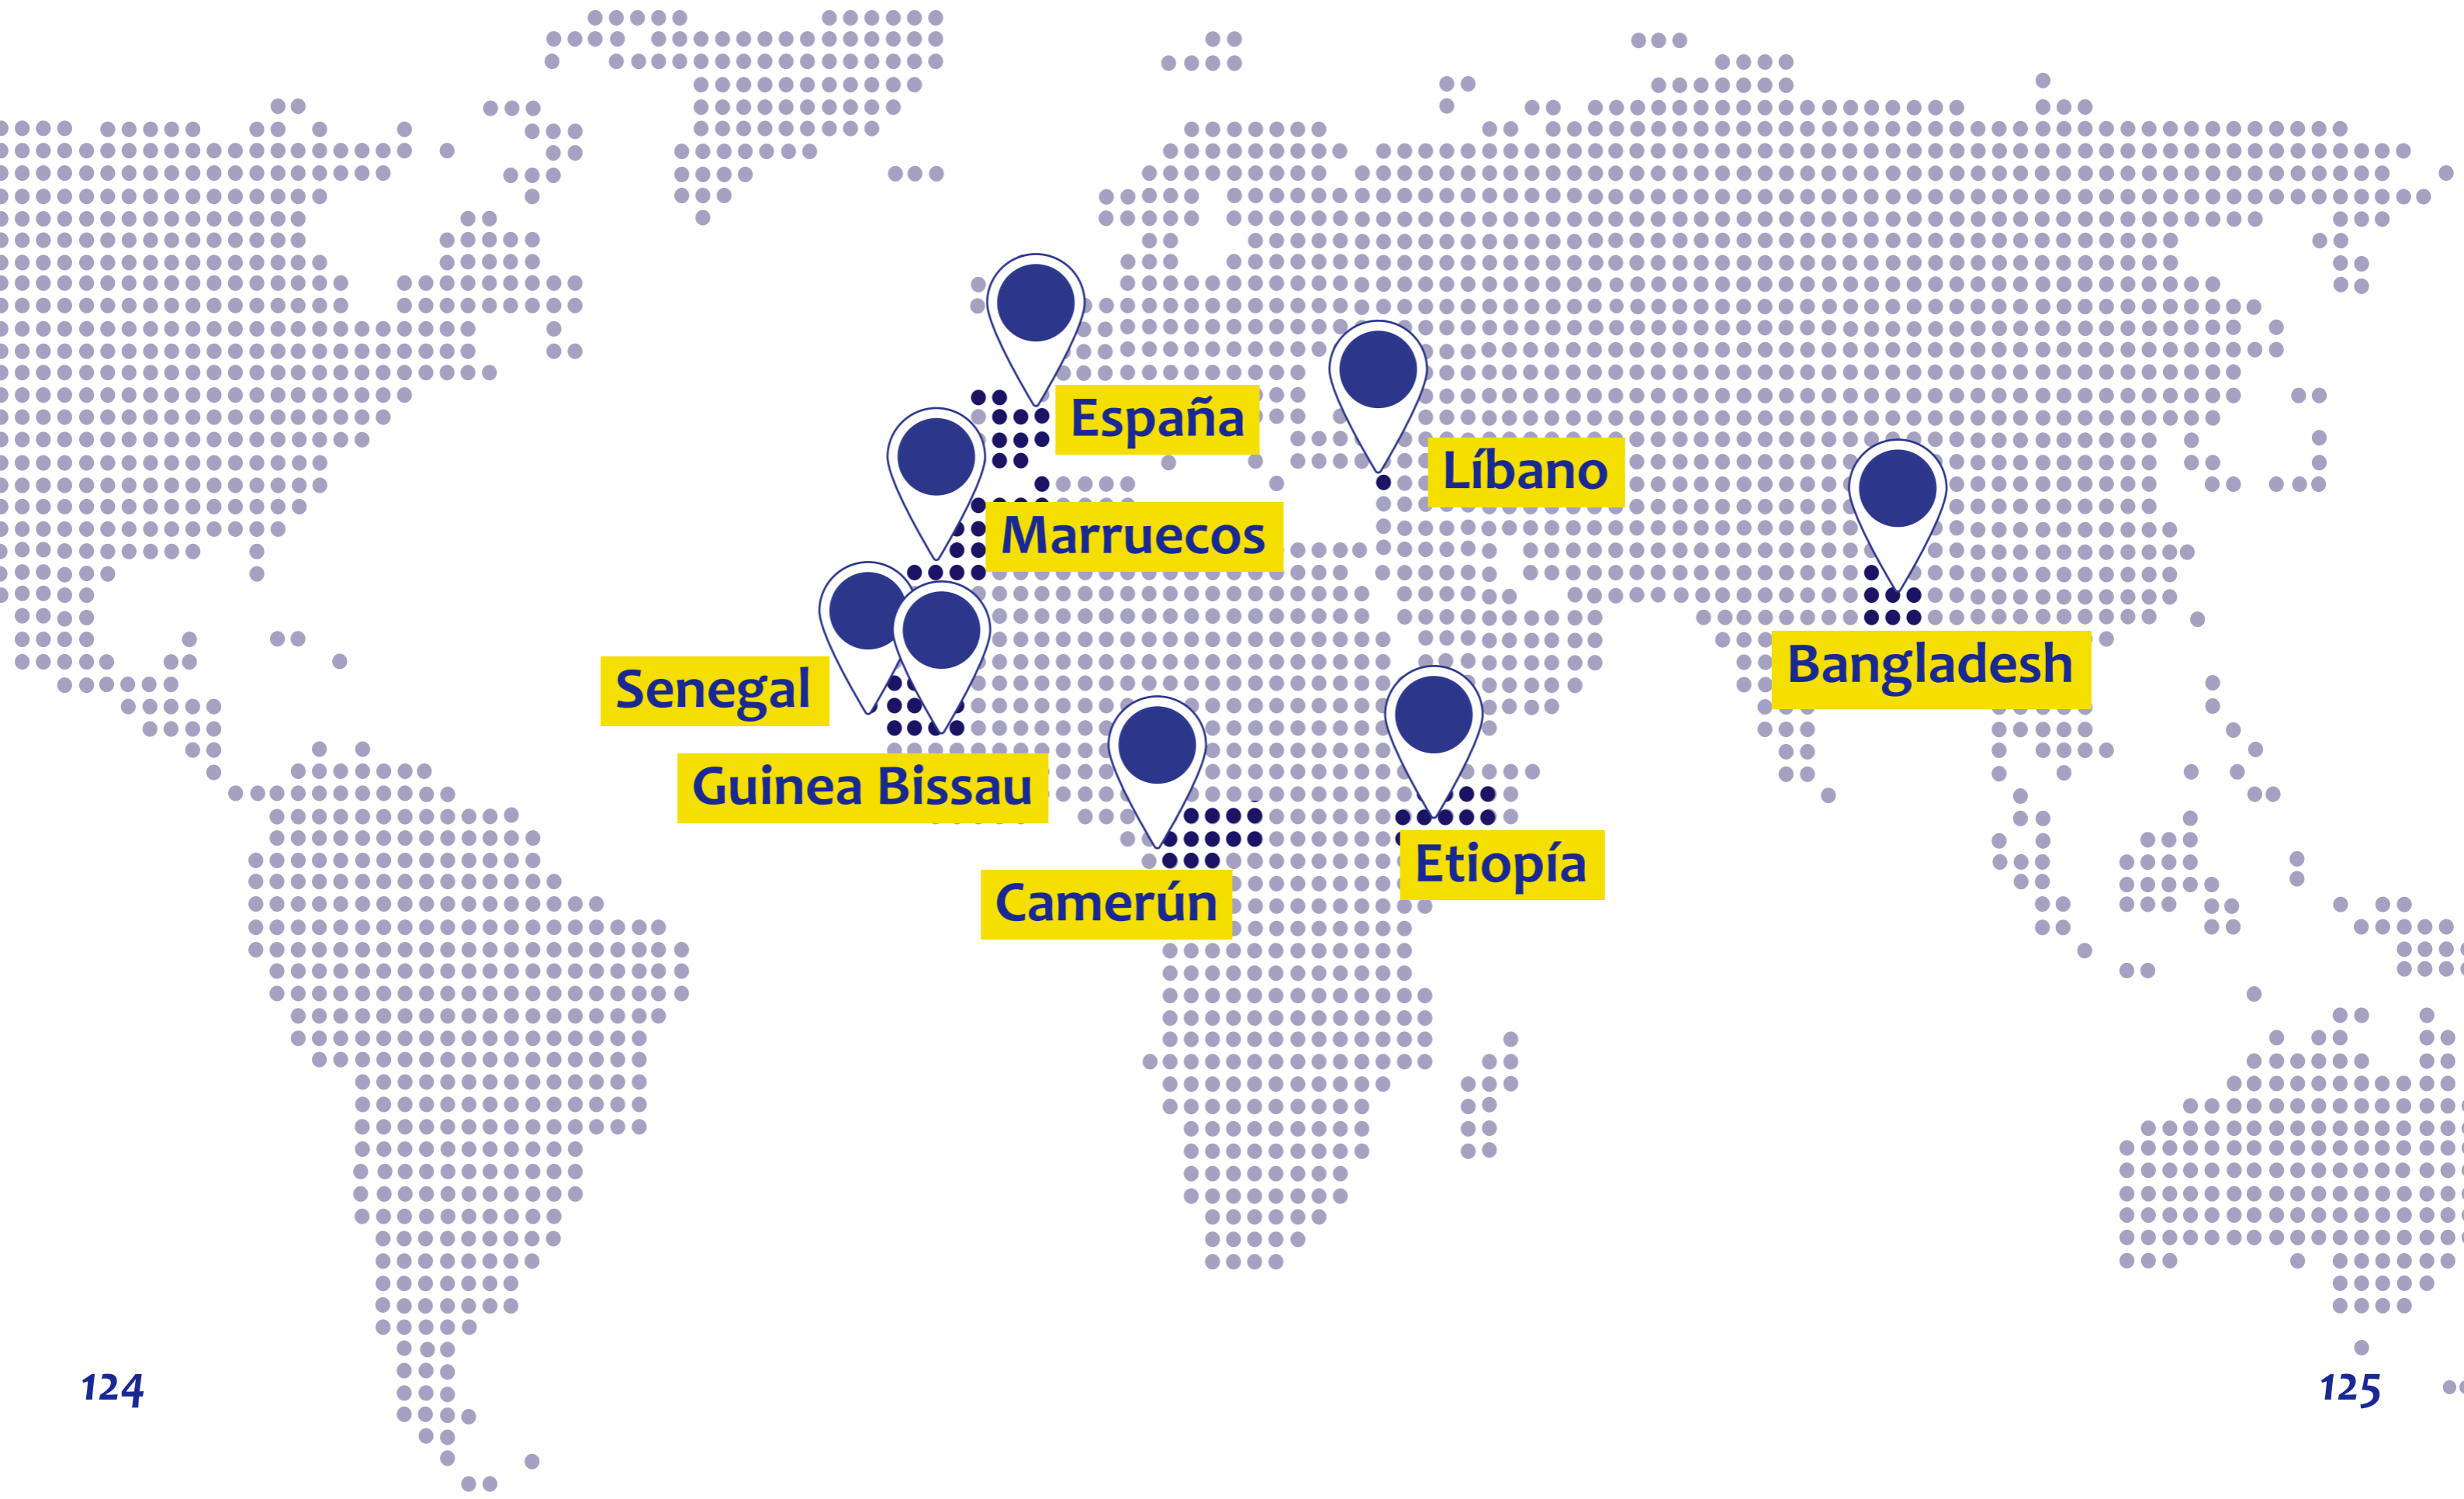 España
Líbano
Marruecos
Bangladesh
Senegal
Guinea Bissau
Etiopía
Camerún
124
125